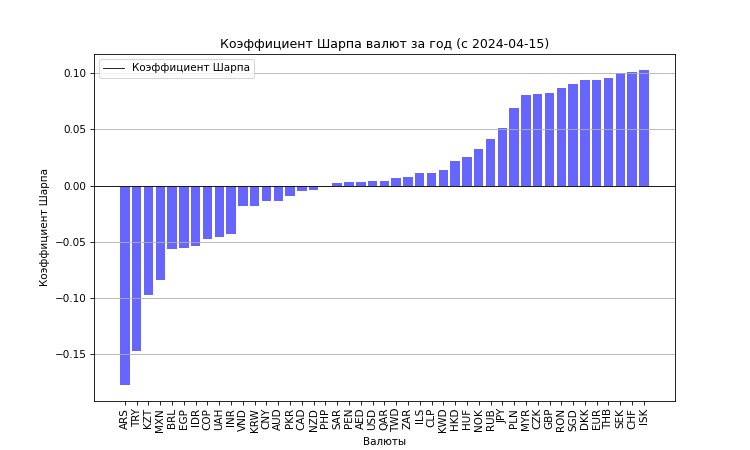 Коэффициент Шарпа валют за год (с 2024-04-15)
Коэффициент Шарпа
Коэффициент Шарпа
0.10
0.05
0.00
−0.05
−0.10
−0.15
ARS
TRY
KZT
MXN
BRL
EGP
IDR
COP
UAH
INR
VND
KRW
CNY
AUD
PKR
CAD
NZD
PHP
SAR
PEN
AED
USD
QAR
TWD
ZAR
ILS
CLP
KWD
HKD
HUF
NOK
RUB
JPY
PLN
MYR
CZK
GBP
RON
SGD
DKK
EUR
THB
SEK
CHF
ISK
Валюты